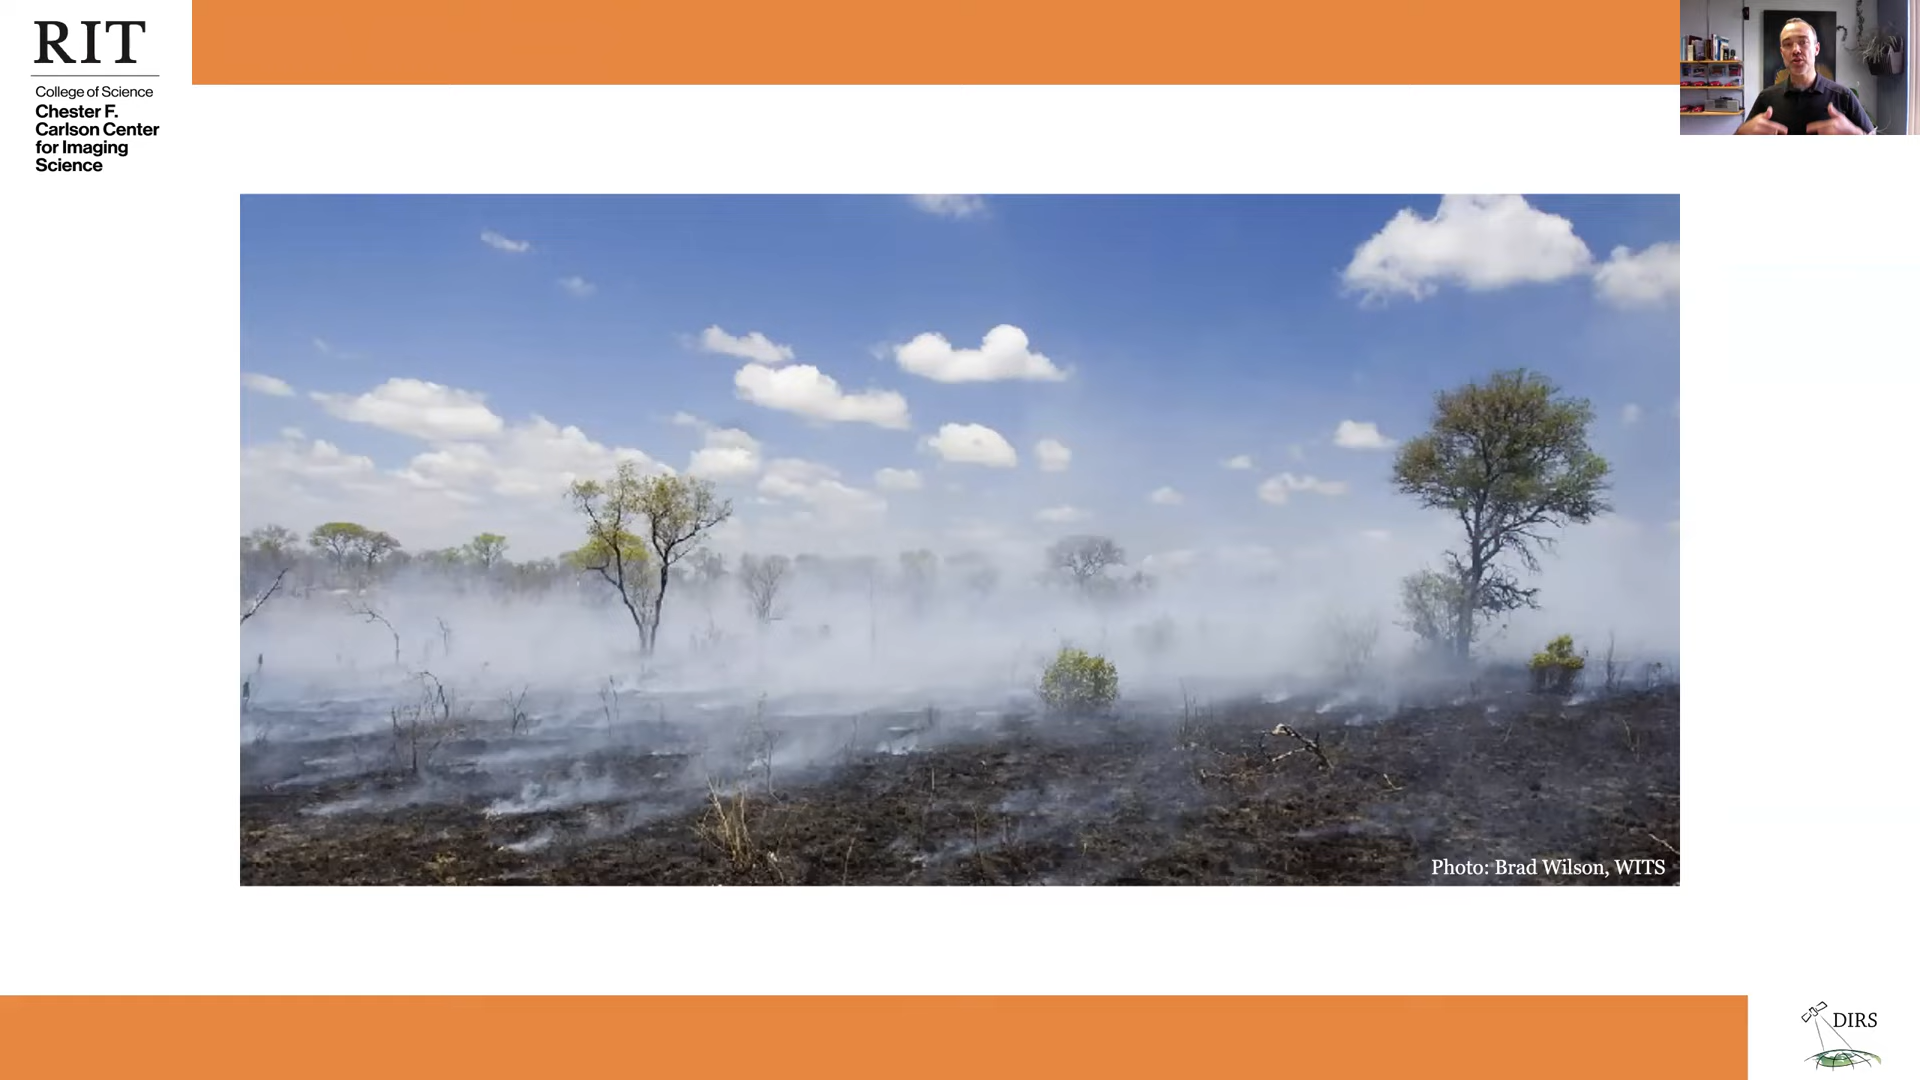 RIT
College of Science
Chester F.
Carlson Center
for Imaging
Science
Photo: Brad Wilson, WITS
DIRS